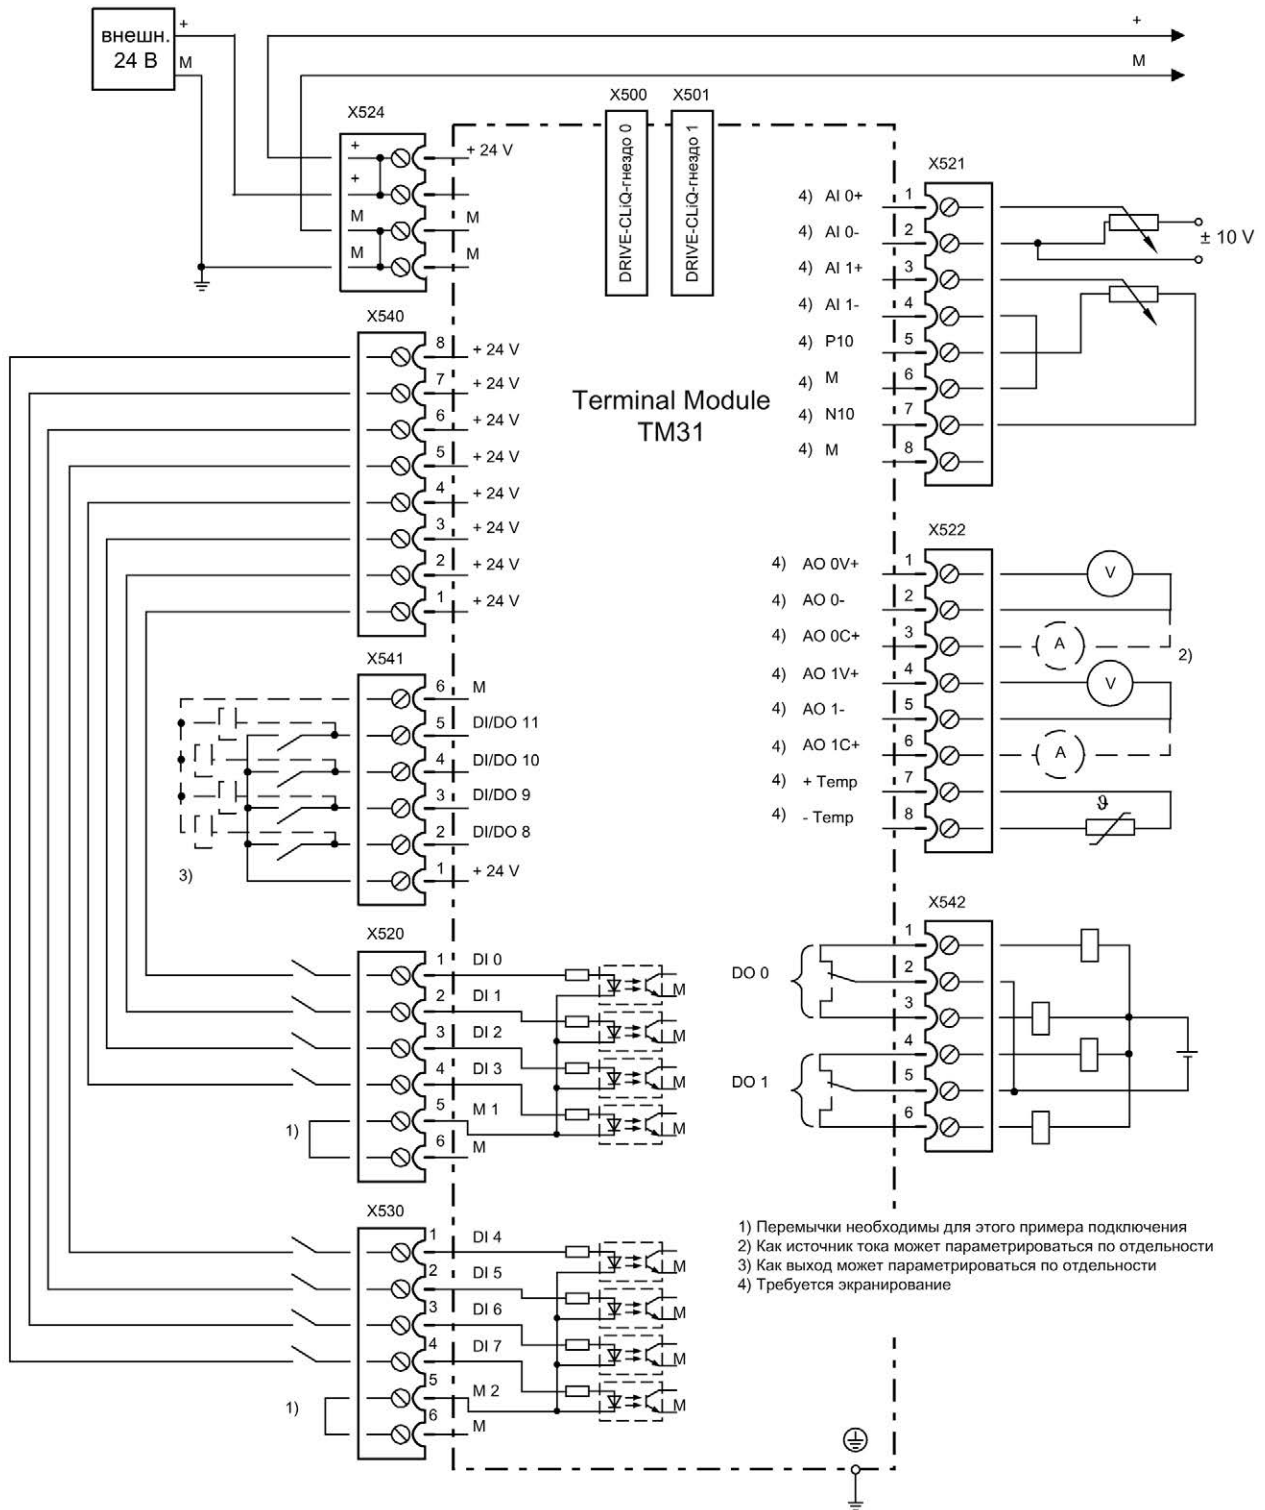 внешн.
24 В
+
M
+
M
X524
+
+
M
M
+ 24 V
M
M
X500
X501
DRIVE-CLiQ-гнездо 0
DRIVE-CLiQ-гнездо 1
Terminal Module
TM31
X540
8 + 24 V
7 + 24 V
6 + 24 V
5 + 24 V
4 + 24 V
3 + 24 V
2 + 24 V
1 + 24 V
X541
6 M
5 DI/DO 11
4 DI/DO 10
3 DI/DO 9
2 DI/DO 8
1 + 24 V
3)
X520
1 DI 0
2 DI 1
3 DI 2
4 DI 3
5 M 1
6 M
1)
M
M
M
M
X530
1 DI 4
2 DI 5
3 DI 6
4 DI 7
5 M 2
6 M
1)
M
M
M
M
X521
4) AI 0+ 1
4) AI 0- 2
4) AI 1+ 3
4) AI 1- 4
4) P10 5
4) M 6
4) N10 7
4) M 8
± 10 V
X522
4) AO 0V+ 1
4) AO 0- 2
4) AO 0C+ 3
4) AO 1V+ 4
4) AO 1- 5
4) AO 1C+ 6
4) + Temp 7
4) - Temp 8
V
A
2)
V
A
ϑ
X542
DO 0
1
2
3
DO 1
4
5
6
1) Перемычки необходимы для этого примера подключения
2) Как источник тока может параметрироваться по отдельности
3) Как выход может параметрироваться по отдельности
4) Требуется экранирование